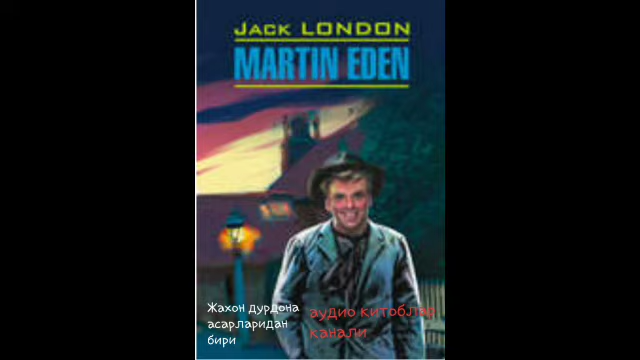 JACK LONDON
MARTIN EDEN
Жахон дурдона
асарларидан
бири
аудио китоблар
канали